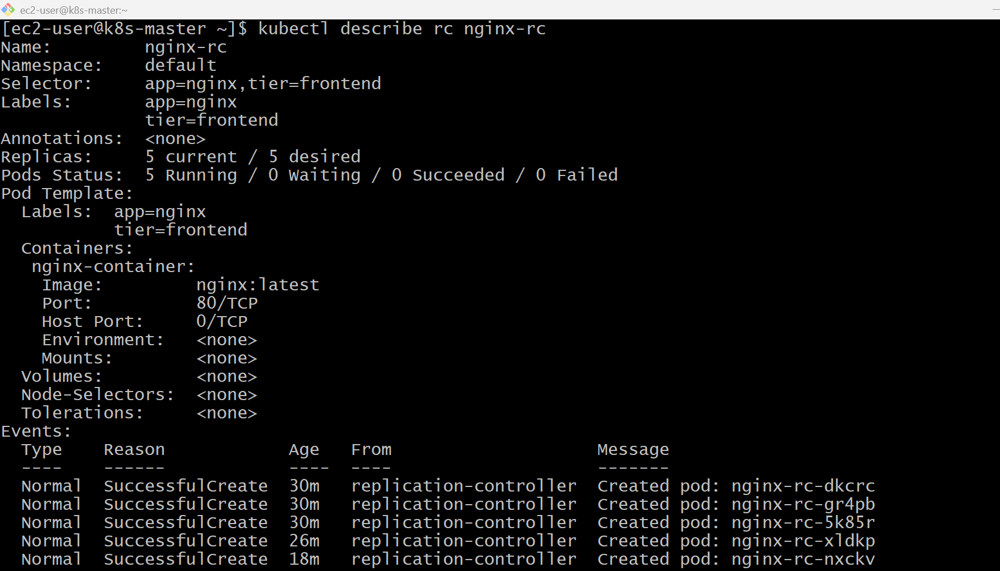 ec2-user@k8s-master:~
[ec2-user@k8s-master ~]$ kubectl describe rc nginx-rc
Name:         nginx-rc
Namespace:    default
Selector:     app=nginx,tier=frontend
Labels:       app=nginx
              tier=frontend
Annotations:  <none>
Replicas:     5 current / 5 desired
Pods Status:  5 Running / 0 Waiting / 0 Succeeded / 0 Failed
Pod Template:
  Labels:  app=nginx
           tier=frontend
  Containers:
   nginx-container:
    Image:         nginx:latest
    Port:          80/TCP
    Host Port:     0/TCP
    Environment:   <none>
    Mounts:        <none>
  Volumes:         <none>
  Node-Selectors:  <none>
  Tolerations:     <none>
Events:
  Type    Reason            Age   From                    Message
  ----    ------            ----  ----                    -------
  Normal  SuccessfulCreate  30m   replication-controller  Created pod: nginx-rc-dkcrc
  Normal  SuccessfulCreate  30m   replication-controller  Created pod: nginx-rc-gr4pb
  Normal  SuccessfulCreate  30m   replication-controller  Created pod: nginx-rc-5k85r
  Normal  SuccessfulCreate  26m   replication-controller  Created pod: nginx-rc-xldkp
  Normal  SuccessfulCreate  18m   replication-controller  Created pod: nginx-rc-nxckv